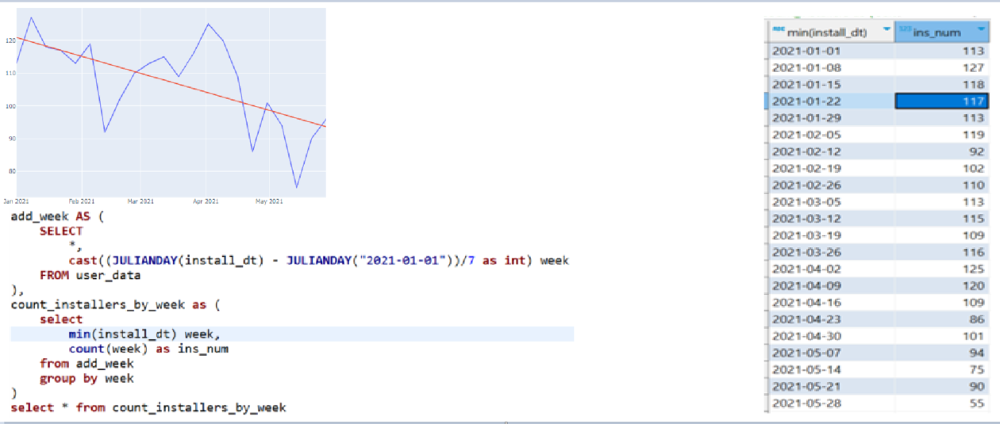 120
110
100
90
80
Jan 2021 Feb 2021 Mar 2021 Apr 2021 May 2021
add_week AS (
SELECT
*,
cast((JULIANDAY(install_dt) - JULIANDAY("2021-01-01"))/7 as int) week
FROM user_data
),
count_installers_by_week as (
select
min(install_dt) week,
count(week) as ins_num
from add_week
group by week
)
select * from count_installers_by_week
ABC min(install_dt) 123 ins_num
2021-01-01 113
2021-01-08 127
2021-01-15 118
2021-01-22 117
2021-01-29 113
2021-02-05 119
2021-02-12 92
2021-02-19 102
2021-02-26 110
2021-03-05 113
2021-03-12 115
2021-03-19 109
2021-03-26 116
2021-04-02 125
2021-04-09 120
2021-04-16 109
2021-04-23 86
2021-04-30 101
2021-05-07 94
2021-05-14 75
2021-05-21 90
2021-05-28 55